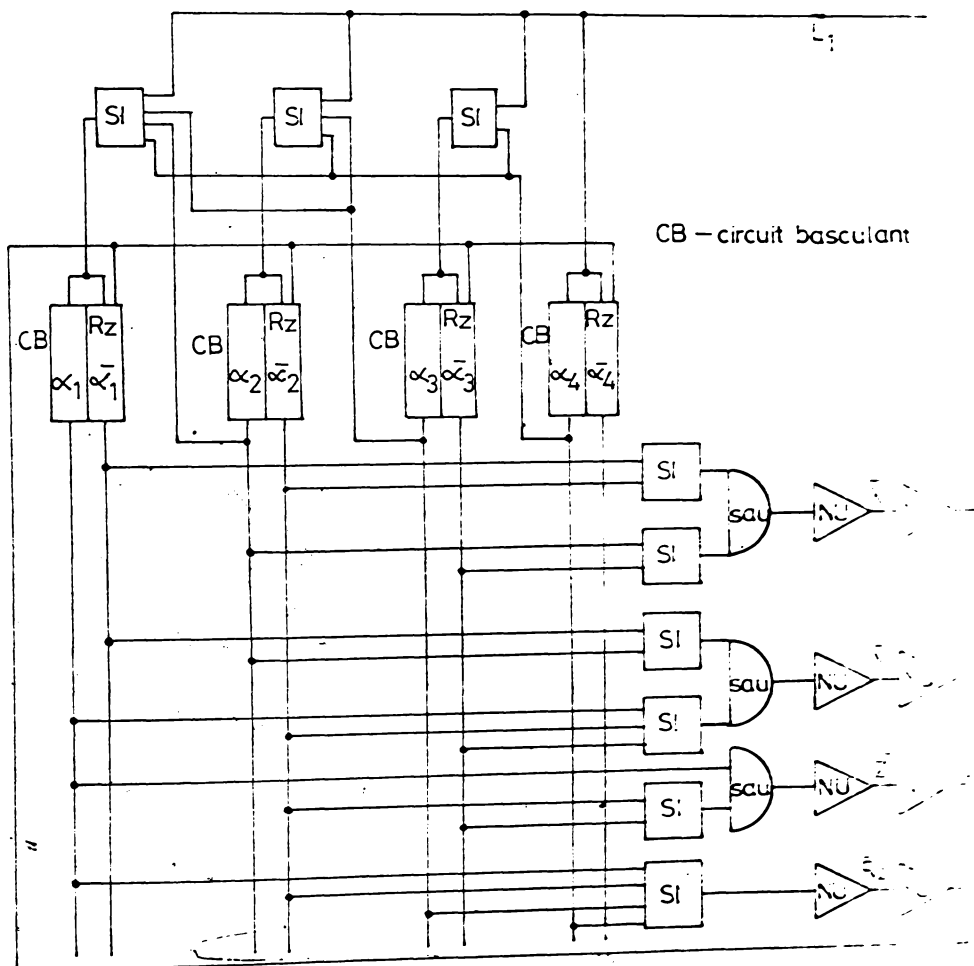 L1
SI SI SI
CB – circuit basculant
CB Rz CB Rz CB Rz CB Rz
α1 ᾱ1 α2 ᾱ2 α3 ᾱ3 α4 ᾱ4
SI
sau NU
SI
SI
sau NU
SI
sau NU
SI
SI NU